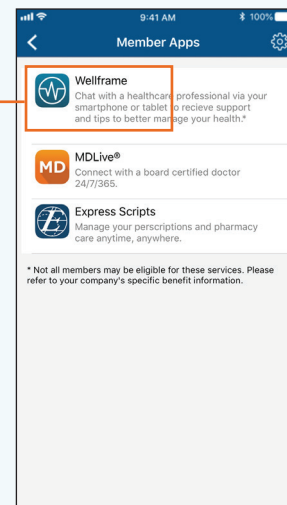 9:41 AM
100%
Member Apps
Wellframe
Chat with a healthcare professional via your
smartphone or tablet to recieve support
and tips to better manage your health.*
MD
MDLive®
Connect with a board certified doctor
24/7/365.
Express Scripts
Manage your perscriptions and pharmacy
care anytime, anywhere.
* Not all members may be eligible for these services. Please
refer to your company's specific benefit information.